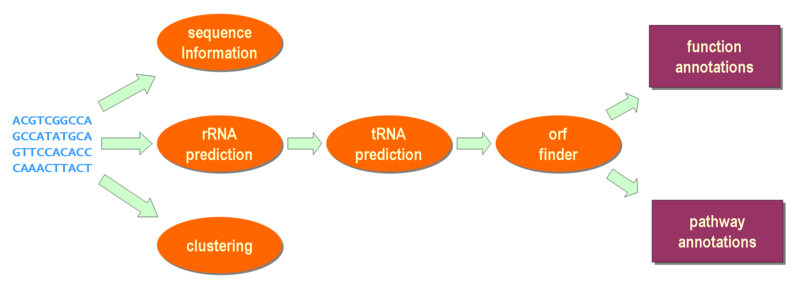 sequence
Information
ACGTCGGCCA
GCCATATGCA
GTTCCACACC
CAAACTTACT
rRNA
prediction
tRNA
prediction
orf
finder
function
annotations
pathway
annotations
clustering